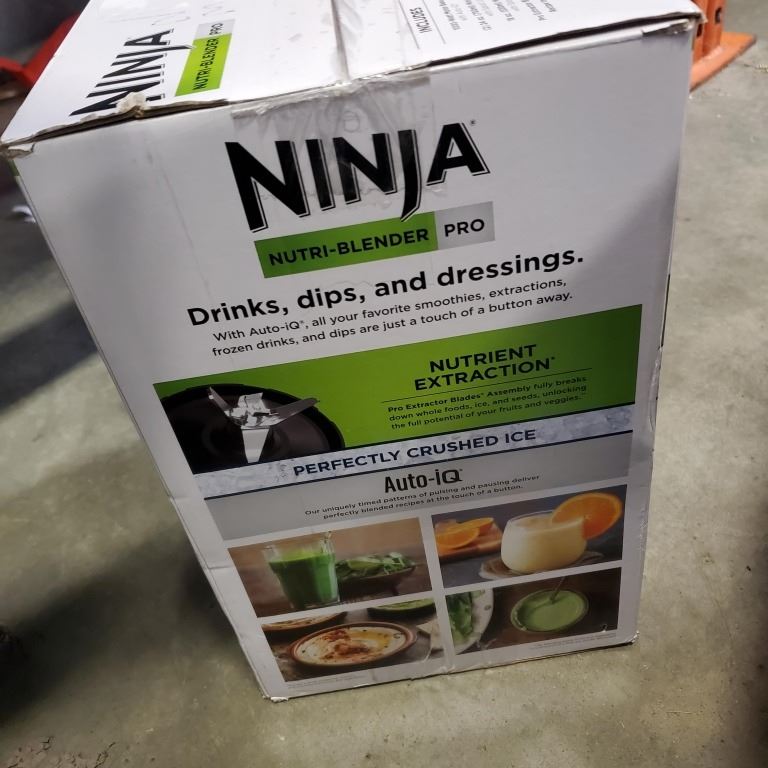 NINJA
NUTRI-BLENDER PRO
INCLUDES
NINJA®
NUTRI-BLENDER PRO
Drinks, dips, and dressings.
With Auto-iQ®, all your favorite smoothies, extractions,
frozen drinks, and dips are just a touch of a button away.
NUTRIENT
EXTRACTION*
Pro Extractor Blades® Assembly fully breaks
down whole foods, ice, and seeds, unlocking
the full potential of your fruits and veggies.
PERFECTLY CRUSHED ICE
Auto-iQ
Our uniquely timed patterns of pulsing and pausing deliver
perfectly blended recipes at the touch of a button.